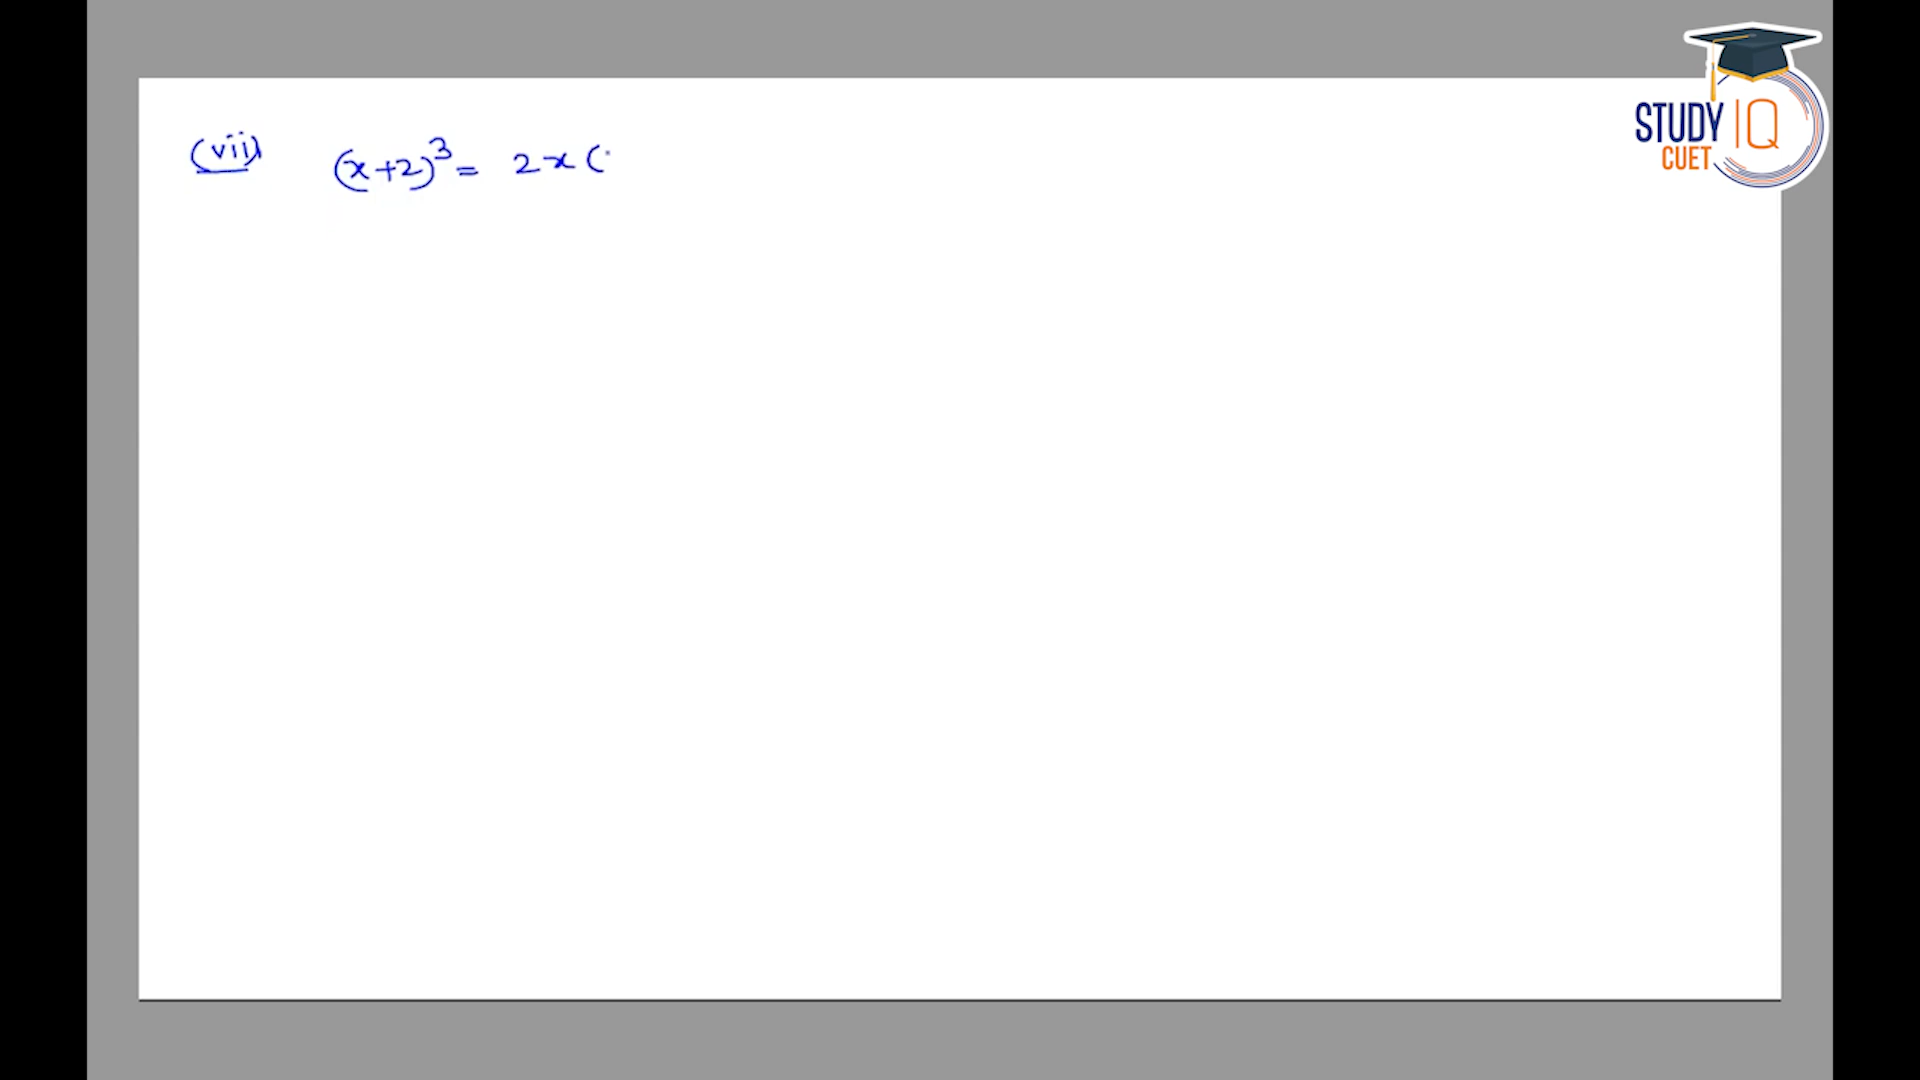 (vii) (x+2)³ = 2x(
STUDY IQ
CUET